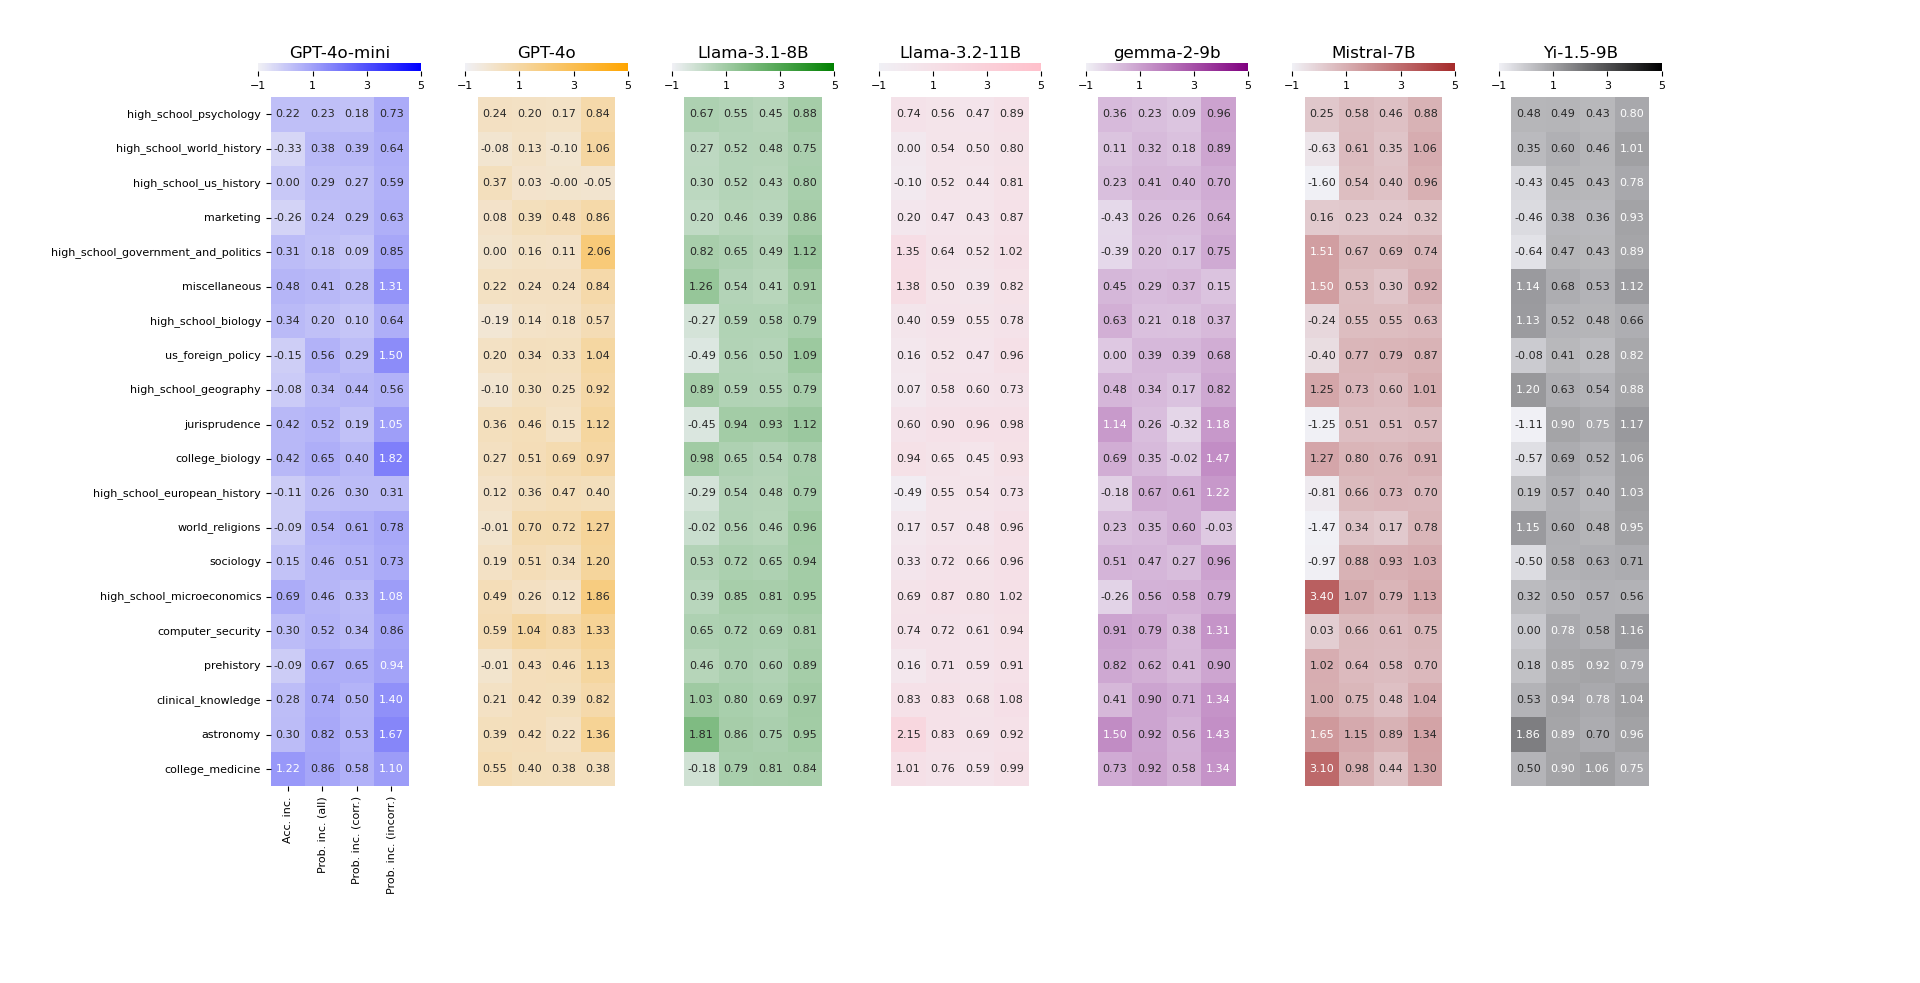 GPT-4o-mini GPT-4o Llama-3.1-8B Llama-3.2-11B gemma-2-9b Mistral-7B Yi-1.5-9B
−1 1 3 5 −1 1 3 5 −1 1 3 5 −1 1 3 5 −1 1 3 5 −1 1 3 5 −1 1 3 5
high_school_psychology 0.22 0.23 0.18 0.73 0.24 0.20 0.17 0.84 0.67 0.55 0.45 0.88 0.74 0.56 0.47 0.89 0.36 0.23 0.09 0.96 0.25 0.58 0.46 0.88 0.48 0.49 0.43 0.80
high_school_world_history -0.33 0.38 0.39 0.64 -0.08 0.13 -0.10 1.06 0.27 0.52 0.48 0.75 0.00 0.54 0.50 0.80 0.11 0.32 0.18 0.89 -0.63 0.61 0.35 1.06 0.35 0.60 0.46 1.01
high_school_us_history 0.00 0.29 0.27 0.59 0.37 0.03 -0.00 -0.05 0.30 0.52 0.43 0.80 -0.10 0.52 0.44 0.81 0.23 0.41 0.40 0.70 -1.60 0.54 0.40 0.96 -0.43 0.45 0.43 0.78
marketing -0.26 0.24 0.29 0.63 0.08 0.39 0.48 0.86 0.20 0.46 0.39 0.86 0.20 0.47 0.43 0.87 -0.43 0.26 0.26 0.64 0.16 0.23 0.24 0.32 -0.46 0.38 0.36 0.93
high_school_government_and_politics 0.31 0.18 0.09 0.85 0.00 0.16 0.11 2.06 0.82 0.65 0.49 1.12 1.35 0.64 0.52 1.02 -0.39 0.20 0.17 0.75 1.51 0.67 0.69 0.74 -0.64 0.47 0.43 0.89
miscellaneous 0.48 0.41 0.28 1.31 0.22 0.24 0.24 0.84 1.26 0.54 0.41 0.91 1.38 0.50 0.39 0.82 0.45 0.29 0.37 0.15 1.50 0.53 0.30 0.92 1.14 0.68 0.53 1.12
high_school_biology 0.34 0.20 0.10 0.64 -0.19 0.14 0.18 0.57 -0.27 0.59 0.58 0.79 0.40 0.59 0.55 0.78 0.63 0.21 0.18 0.37 -0.24 0.55 0.55 0.63 1.13 0.52 0.48 0.66
us_foreign_policy -0.15 0.56 0.29 1.50 0.20 0.34 0.33 1.04 -0.49 0.56 0.50 1.09 0.16 0.52 0.47 0.96 0.00 0.39 0.39 0.68 -0.40 0.77 0.79 0.87 -0.08 0.41 0.28 0.82
high_school_geography -0.08 0.34 0.44 0.56 -0.10 0.30 0.25 0.92 0.89 0.59 0.55 0.79 0.07 0.58 0.60 0.73 0.48 0.34 0.17 0.82 1.25 0.73 0.60 1.01 1.20 0.63 0.54 0.88
jurisprudence 0.42 0.52 0.19 1.05 0.36 0.46 0.15 1.12 -0.45 0.94 0.93 1.12 0.60 0.90 0.96 0.98 1.14 0.26 -0.32 1.18 -1.25 0.51 0.51 0.57 -1.11 0.90 0.75 1.17
college_biology 0.42 0.65 0.40 1.82 0.27 0.51 0.69 0.97 0.98 0.65 0.54 0.78 0.94 0.65 0.45 0.93 0.69 0.35 -0.02 1.47 1.27 0.80 0.76 0.91 -0.57 0.69 0.52 1.06
high_school_european_history -0.11 0.26 0.30 0.31 0.12 0.36 0.47 0.40 -0.29 0.54 0.48 0.79 -0.49 0.55 0.54 0.73 -0.18 0.67 0.61 1.22 -0.81 0.66 0.73 0.70 0.19 0.57 0.40 1.03
world_religions -0.09 0.54 0.61 0.78 -0.01 0.70 0.72 1.27 -0.02 0.56 0.46 0.96 0.17 0.57 0.48 0.96 0.23 0.35 0.60 -0.03 -1.47 0.34 0.17 0.78 1.15 0.60 0.48 0.95
sociology 0.15 0.46 0.51 0.73 0.19 0.51 0.34 1.20 0.53 0.72 0.65 0.94 0.33 0.72 0.66 0.96 0.51 0.47 0.27 0.96 -0.97 0.88 0.93 1.03 -0.50 0.58 0.63 0.71
high_school_microeconomics 0.69 0.46 0.33 1.08 0.49 0.26 0.12 1.86 0.39 0.85 0.81 0.95 0.69 0.87 0.80 1.02 -0.26 0.56 0.58 0.79 3.40 1.07 0.79 1.13 0.32 0.50 0.57 0.56
computer_security 0.30 0.52 0.34 0.86 0.59 1.04 0.83 1.33 0.65 0.72 0.69 0.81 0.74 0.72 0.61 0.94 0.91 0.79 0.38 1.31 0.03 0.66 0.61 0.75 0.00 0.78 0.58 1.16
prehistory -0.09 0.67 0.65 0.94 -0.01 0.43 0.46 1.13 0.46 0.70 0.60 0.89 0.16 0.71 0.59 0.91 0.82 0.62 0.41 0.90 1.02 0.64 0.58 0.70 0.18 0.85 0.92 0.79
clinical_knowledge 0.28 0.74 0.50 1.40 0.21 0.42 0.39 0.82 1.03 0.80 0.69 0.97 0.83 0.83 0.68 1.08 0.41 0.90 0.71 1.34 1.00 0.75 0.48 1.04 0.53 0.94 0.78 1.04
astronomy 0.30 0.82 0.53 1.67 0.39 0.42 0.22 1.36 1.81 0.86 0.75 0.95 2.15 0.83 0.69 0.92 1.50 0.92 0.56 1.43 1.65 1.15 0.89 1.34 1.86 0.89 0.70 0.96
college_medicine 1.22 0.86 0.58 1.10 0.55 0.40 0.38 0.38 -0.18 0.79 0.81 0.84 1.01 0.76 0.59 0.99 0.73 0.92 0.58 1.34 3.10 0.98 0.44 1.30 0.50 0.90 1.06 0.75
Acc. inc.
Prob. inc. (all)
Prob. inc. (corr.)
Prob. inc. (incorr.)